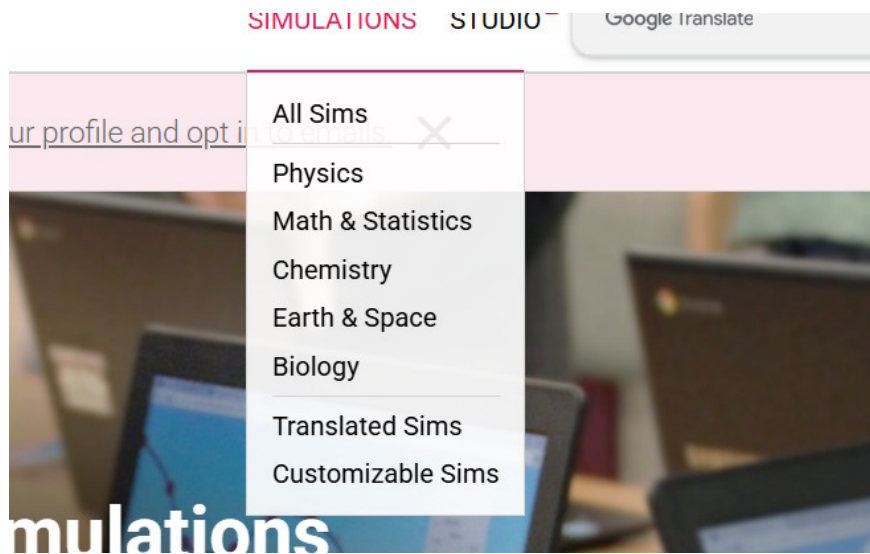 SIMULATIONS STUDIO
Google Translate
ur profile and opt in to emails.
All Sims
Physics
Math & Statistics
Chemistry
Earth & Space
Biology
Translated Sims
Customizable Sims
mulations